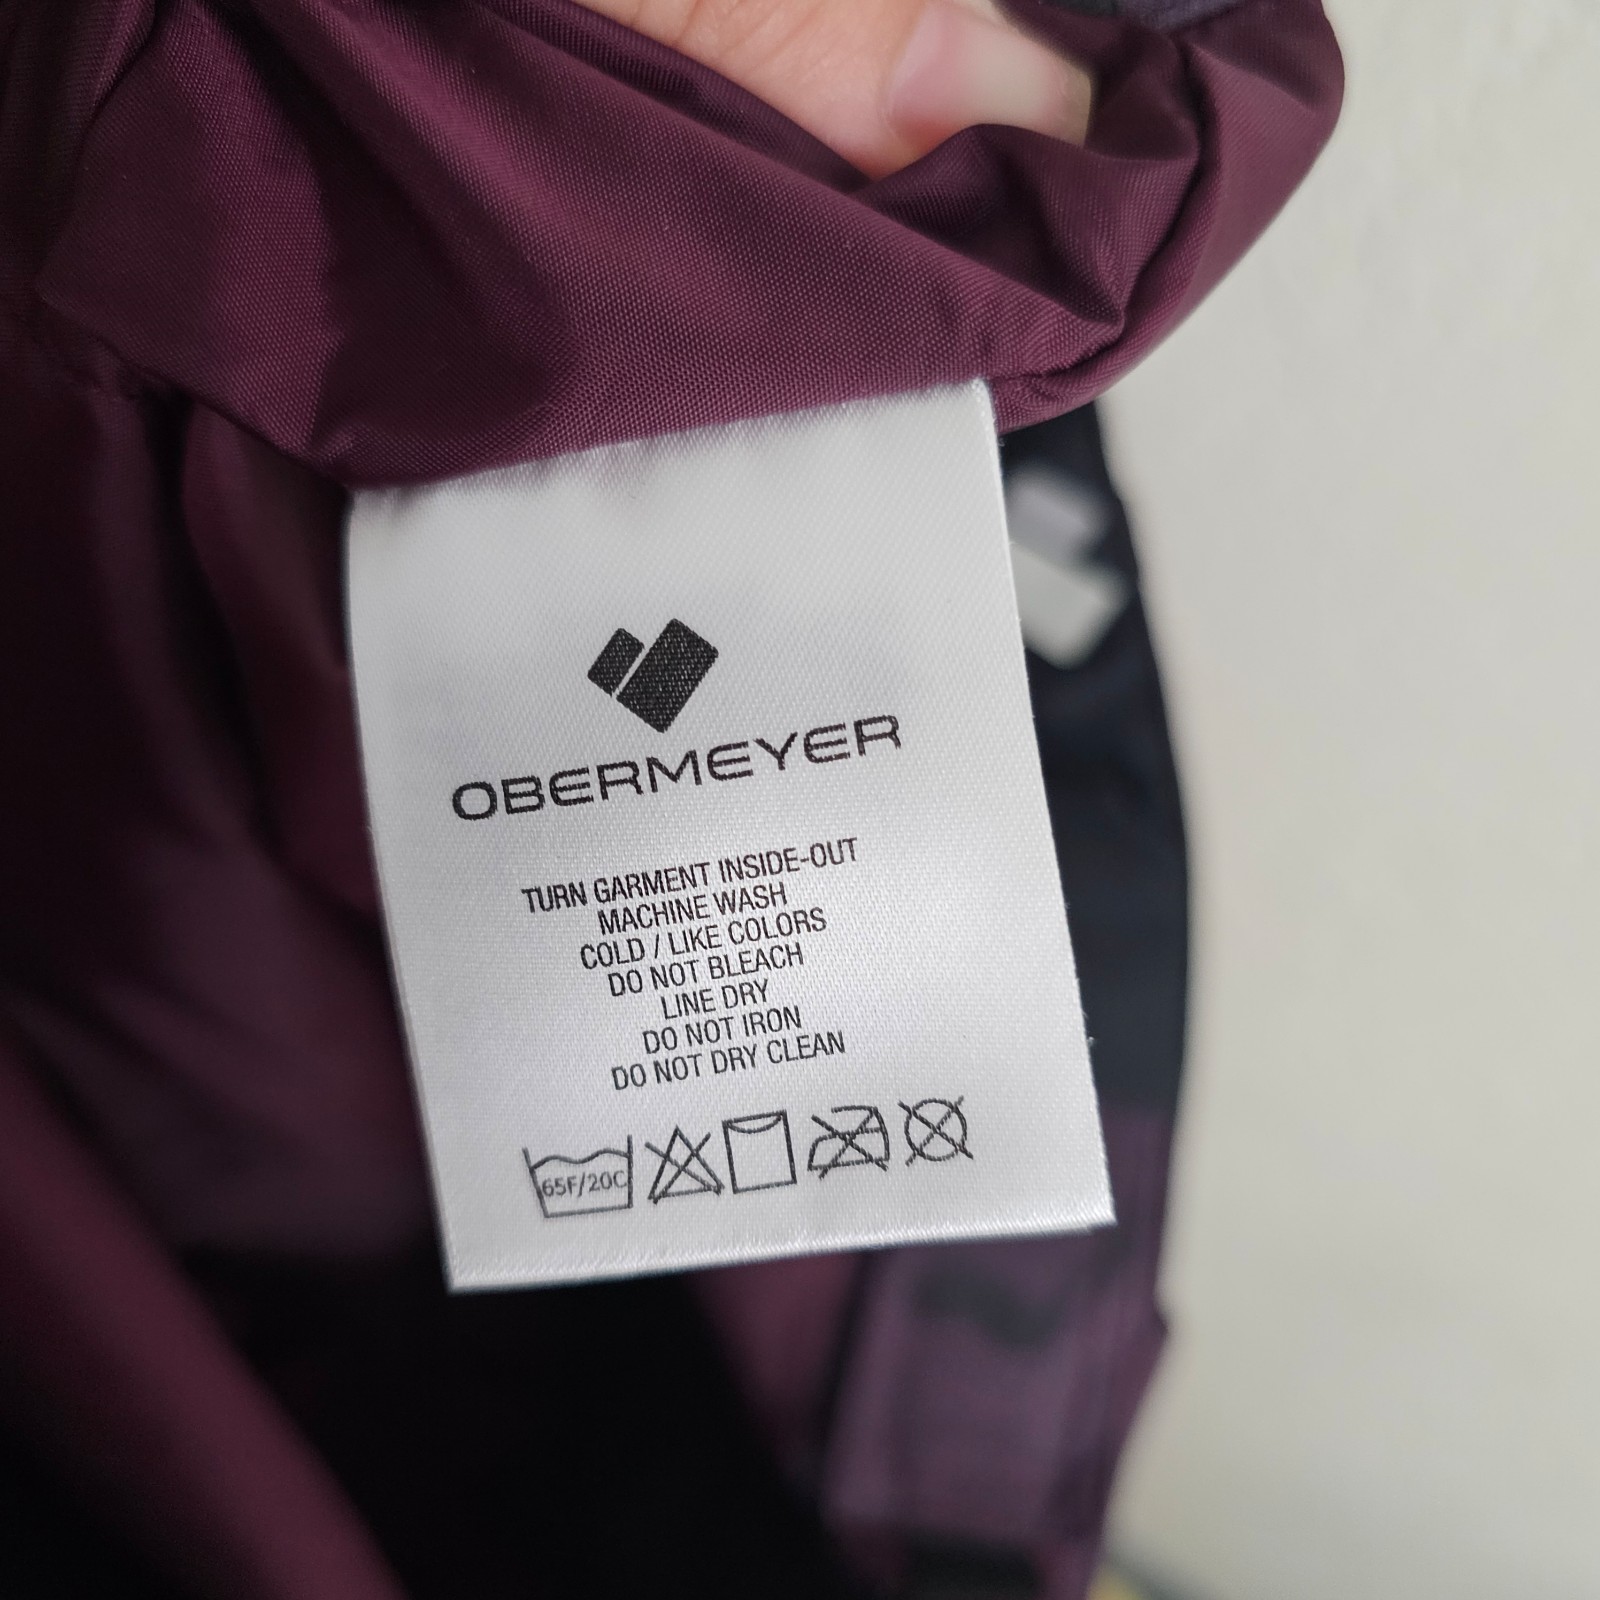 OBERMEYER
TURN GARMENT INSIDE-OUT
MACHINE WASH
COLD / LIKE COLORS
DO NOT BLEACH
LINE DRY
DO NOT IRON
DO NOT DRY CLEAN
65F/20C